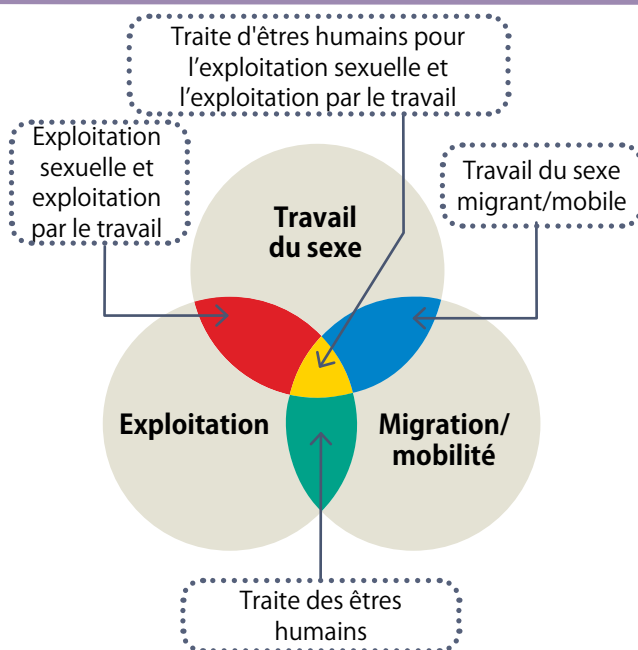 Traite d'êtres humains pour
l'exploitation sexuelle et
l'exploitation par le travail
Exploitation
sexuelle et
exploitation
par le travail
Travail du sexe
migrant/mobile
Travail
du sexe
Exploitation
Migration/
mobilité
Traite des êtres
humains